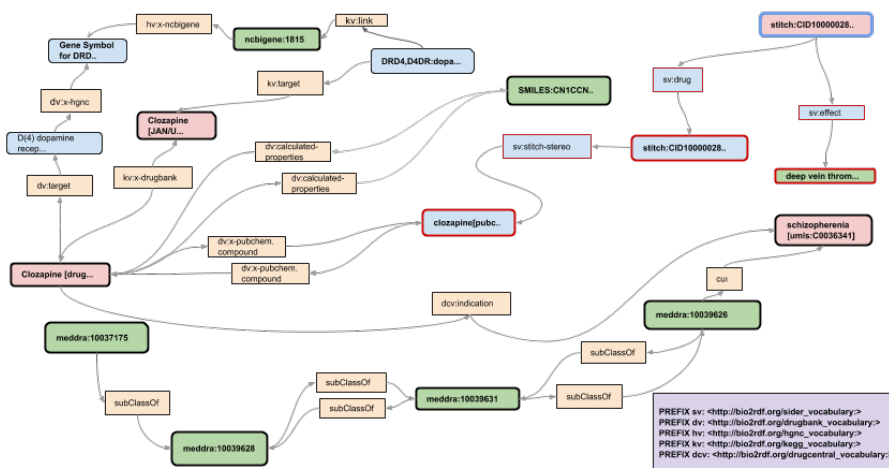 hv:x-ncbigene
kv:link
stitch:CID10000028..
Gene Symbol
for DRD..
ncbigene:1815
DRD4,D4DR:dopa...
sv:drug
kv:target
SMILES:CN1CCN..
dv:x-hgnc
Clozapine
[JAN/U...
sv:effect
D(4) dopamine
recep...
dv:calculated-
properties
sv:stitch-stereo
stitch:CID10000028..
kv:x-drugbank
dv:target
dv:calculated-
properties
deep vein throm...
clozapine[pubc..
schizopherenia
[umls:C0036341]
dv:x-pubchem.
compound
Clozapine [drug...
dv:x-pubchem.
compound
cui
dcv:indication
meddra:10039626
meddra:10037175
subClassOf
subClassOf
subClassOf
meddra:10039631
subClassOf
subClassOf
subClassOf
meddra:10039628
PREFIX sv: <http://bio2rdf.org/sider_vocabulary:>
PREFIX dv: <http://bio2rdf.org/drugbank_vocabulary:>
PREFIX hv: <http://bio2rdf.org/hgnc_vocabulary:>
PREFIX kv: <http://bio2rdf.org/kegg_vocabulary:>
PREFIX dcv: <http://bio2rdf.org/drugcentral_vocabulary: